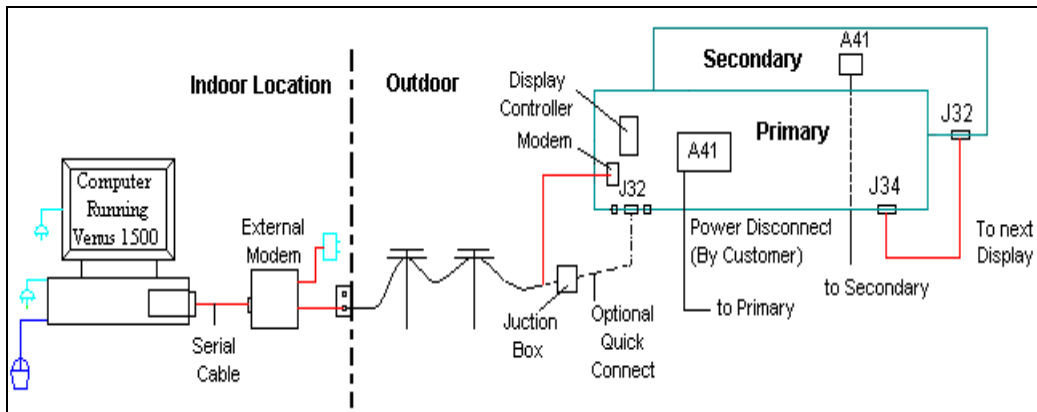 Indoor Location
Outdoor
Computer
Running
Venus 1500
External
Modem
Serial
Cable
Display
Controller
Modem
Secondary
A41
Primary
A41
J32
J32
J34
Power Disconnect
(By Customer)
To next
Display
to Secondary
to Primary
Juction
Box
Optional
Quick
Connect